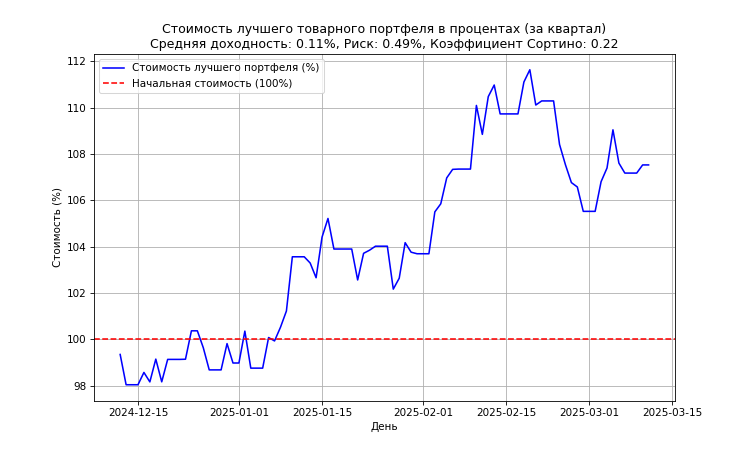 Стоимость лучшего товарного портфеля в процентах (за квартал)
Средняя доходность: 0.11%, Риск: 0.49%, Коэффициент Сортино: 0.22
Стоимость лучшего портфеля (%)
Начальная стоимость (100%)
Стоимость (%)
112
110
108
106
104
102
100
98
2024-12-15
2025-01-01
2025-01-15
2025-02-01
2025-02-15
2025-03-01
2025-03-15
День